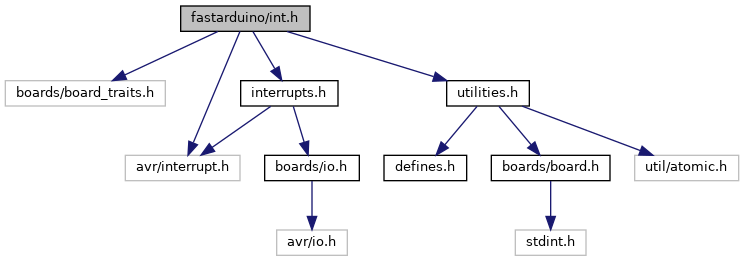 fastarduino/int.h
boards/board_traits.h
interrupts.h
utilities.h
avr/interrupt.h
boards/io.h
defines.h
boards/board.h
util/atomic.h
avr/io.h
stdint.h